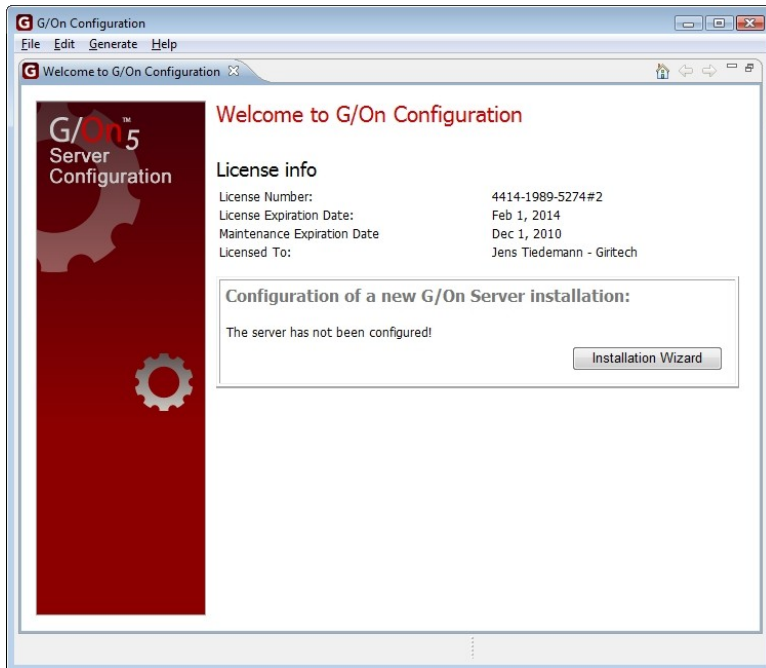 G/On Configuration
File Edit Generate Help
Welcome to G/On Configuration
G/On™ 5
Server
Configuration
Welcome to G/On Configuration
License info
License Number: 4414-1989-5274#2
License Expiration Date: Feb 1, 2014
Maintenance Expiration Date Dec 1, 2010
Licensed To: Jens Tiedemann - Giritech
Configuration of a new G/On Server installation:
The server has not been configured!
Installation Wizard